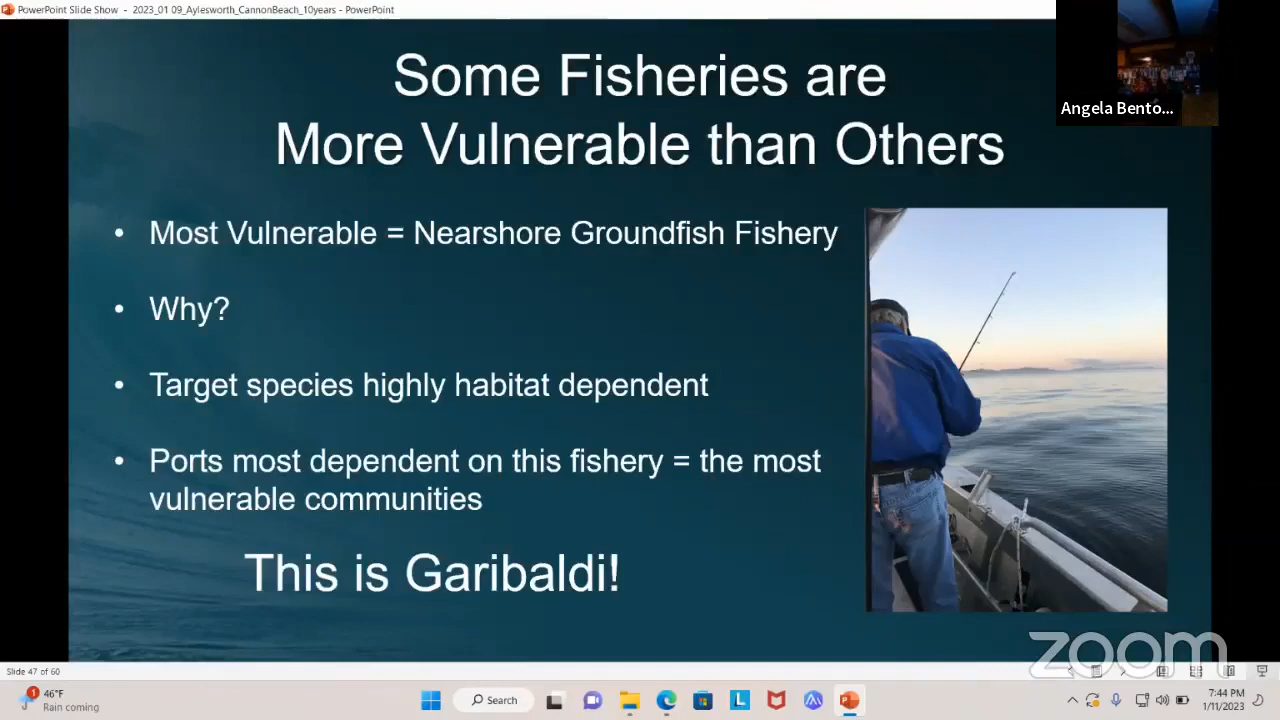 PowerPoint Slide Show - 2023_01 09_Aylesworth_CannonBeach_10years - PowerPoint
Angela Bento...
Some Fisheries are
More Vulnerable than Others
• Most Vulnerable = Nearshore Groundfish Fishery
• Why?
• Target species highly habitat dependent
• Ports most dependent on this fishery = the most
vulnerable communities
This is Garibaldi!
zoom
Slide 47 of 60
1
46°F
Rain coming
Search
L
7:44 PM
1/11/2023